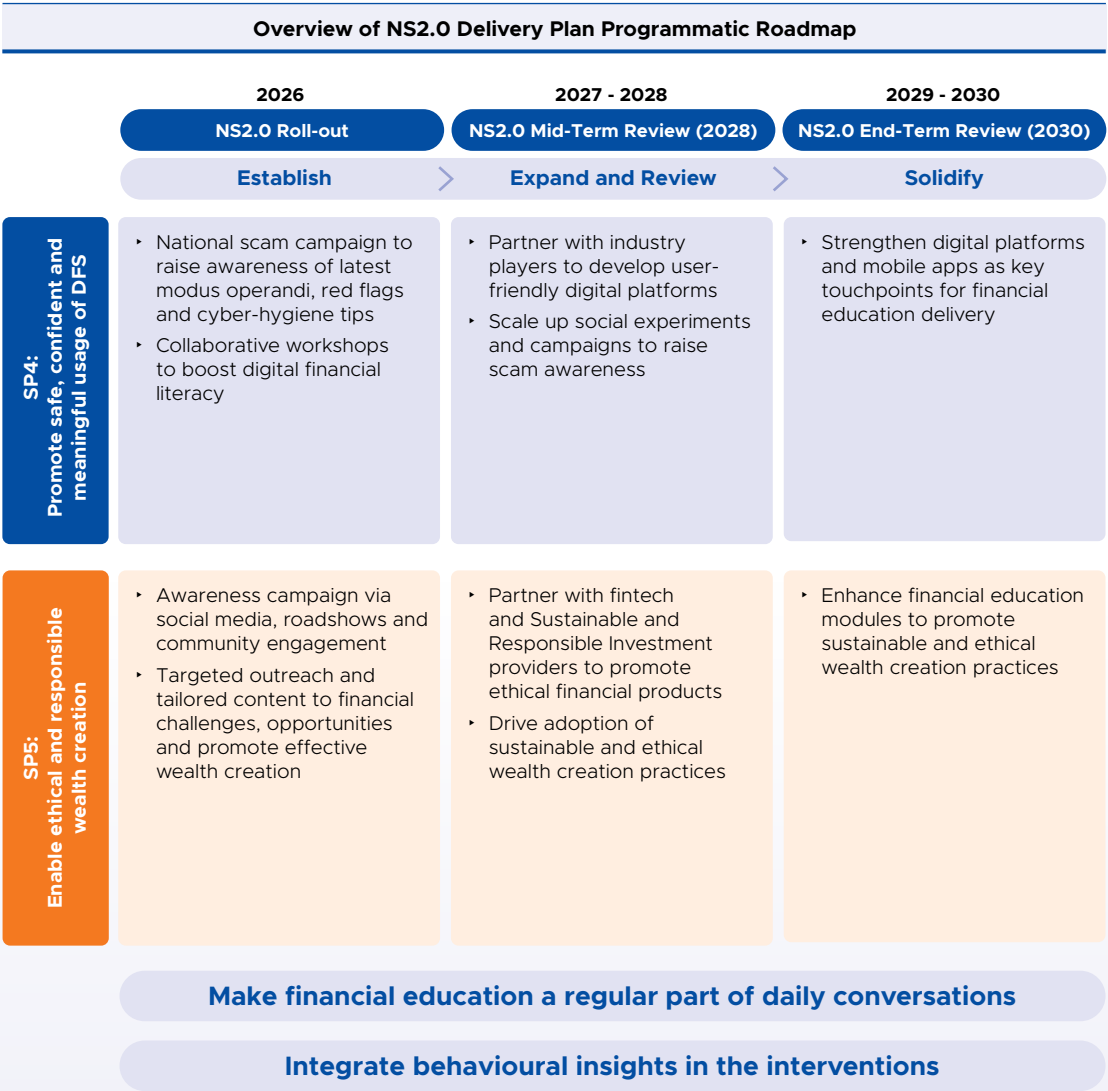 Overview of NS2.0 Delivery Plan Programmatic Roadmap
2026
2027 - 2028
2029 - 2030
NS2.0 Roll-out
NS2.0 Mid-Term Review (2028)
NS2.0 End-Term Review (2030)
Establish
Expand and Review
Solidify
SP4:
Promote safe, confident and
meaningful usage of DFS
‣ National scam campaign to
raise awareness of latest
modus operandi, red flags
and cyber-hygiene tips
‣ Collaborative workshops
to boost digital financial
literacy
‣ Partner with industry
players to develop user-
friendly digital platforms
‣ Scale up social experiments
and campaigns to raise
scam awareness
‣ Strengthen digital platforms
and mobile apps as key
touchpoints for financial
education delivery
SP5:
Enable ethical and responsible
wealth creation
‣ Awareness campaign via
social media, roadshows and
community engagement
‣ Targeted outreach and
tailored content to financial
challenges, opportunities
and promote effective
wealth creation
‣ Partner with fintech
and Sustainable and
Responsible Investment
providers to promote
ethical financial products
‣ Drive adoption of
sustainable and ethical
wealth creation practices
‣ Enhance financial education
modules to promote
sustainable and ethical
wealth creation practices
Make financial education a regular part of daily conversations
Integrate behavioural insights in the interventions